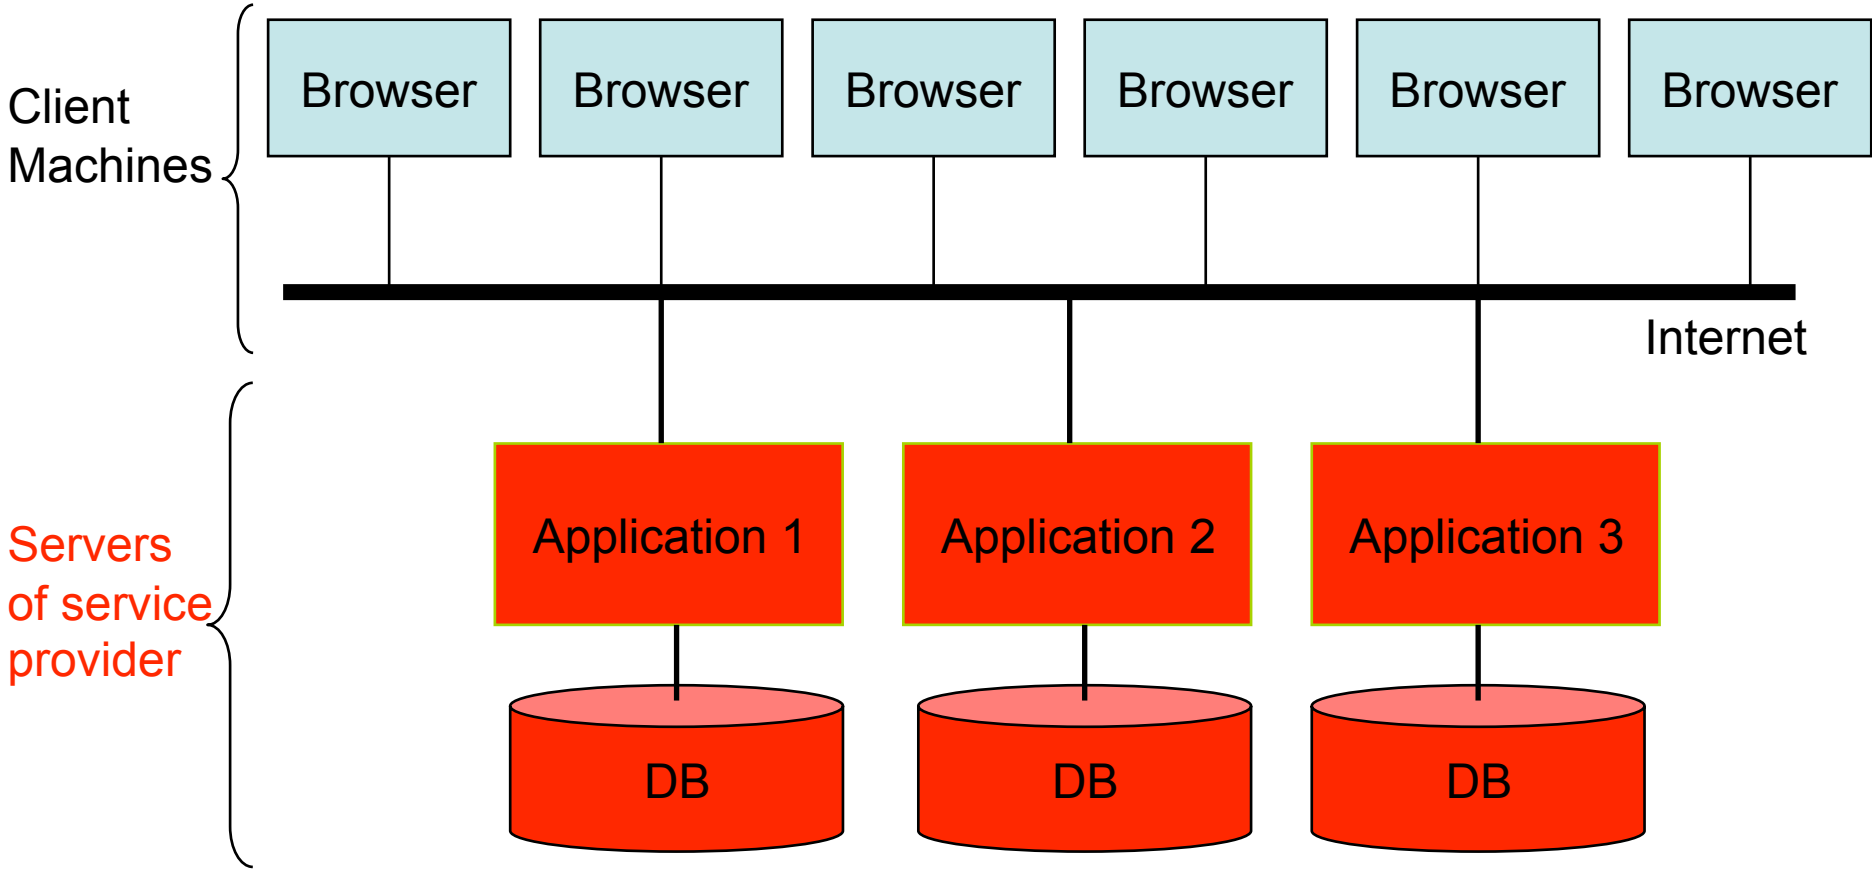 Browser
Browser
Browser
Browser
Browser
Browser
Client
Machines
Internet
Servers
of service
provider
Application 1
Application 2
Application 3
DB
DB
DB